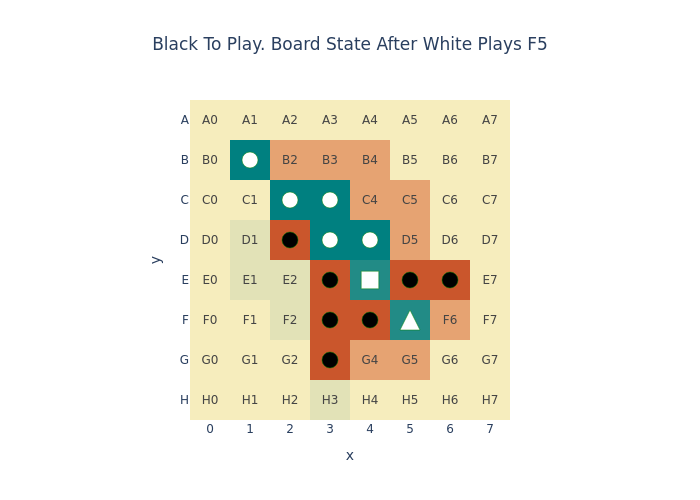 Black To Play. Board State After White Plays F5
A A0 A1 A2 A3 A4 A5 A6 A7
B B0 B2 B3 B4 B5 B6 B7
C C0 C1 C4 C5 C6 C7
D D0 D1 D5 D6 D7
y
E E0 E1 E2 E7
F F0 F1 F2 F6 F7
G G0 G1 G2 G4 G5 G6 G7
H H0 H1 H2 H3 H4 H5 H6 H7
0 1 2 3 4 5 6 7
x